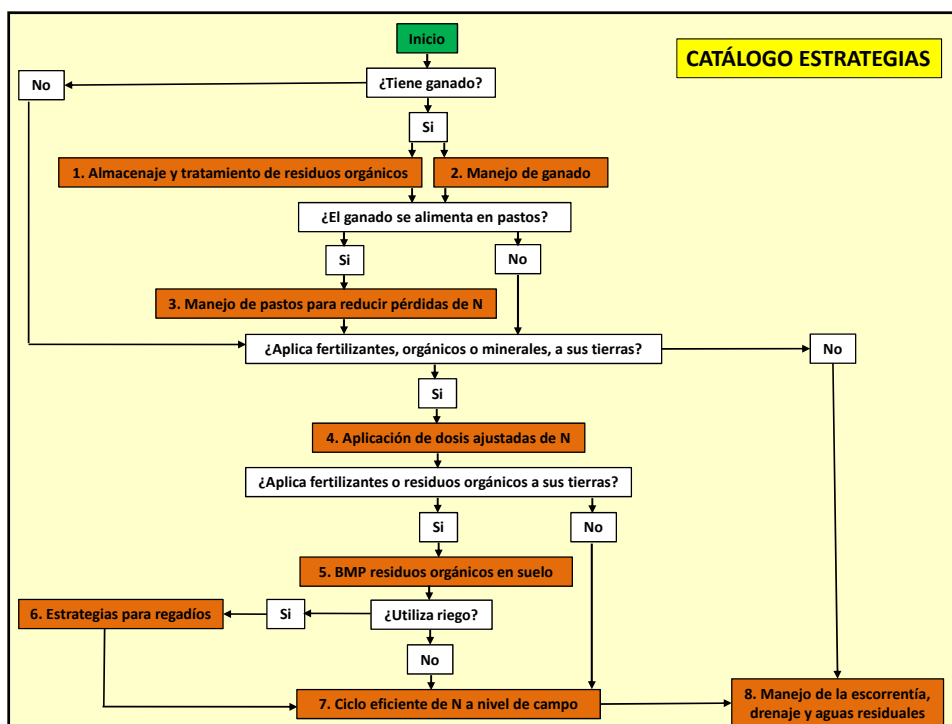 Inicio
CATÁLOGO ESTRATEGIAS
No
¿Tiene ganado?
Si
1. Almacenaje y tratamiento de residuos orgánicos
2. Manejo de ganado
¿El ganado se alimenta en pastos?
Si
No
3. Manejo de pastos para reducir pérdidas de N
¿Aplica fertilizantes, orgánicos o minerales, a sus tierras?
No
Si
4. Aplicación de dosis ajustadas de N
¿Aplica fertilizantes o residuos orgánicos a sus tierras?
Si
No
5. BMP residuos orgánicos en suelo
6. Estrategias para regadíos
Si
¿Utiliza riego?
No
7. Ciclo eficiente de N a nivel de campo
8. Manejo de la escorrentía,
drenaje y aguas residuales